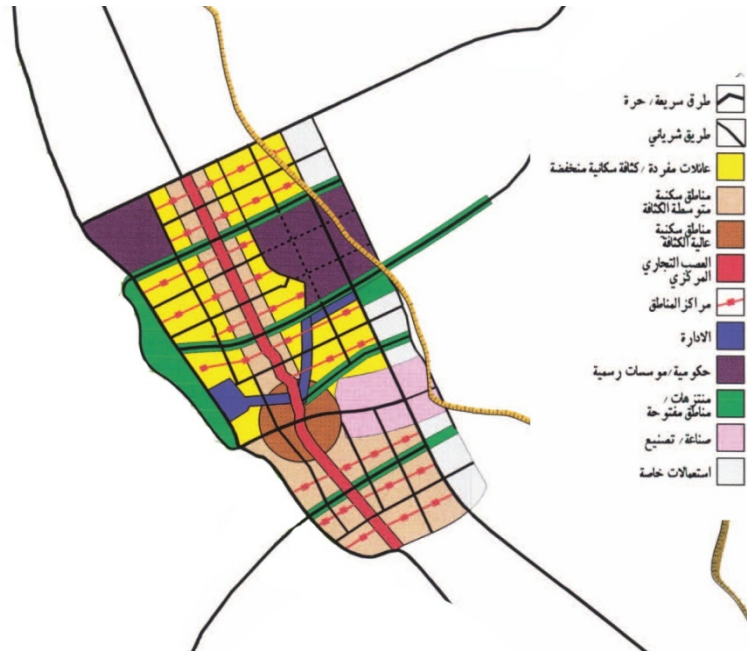 طرق سريعة / حرة
طريق شرياني
عائلات مفردة / كثافة سكانية منخفضة
مناطق سكنية
متوسطة الكثافة
مناطق سكنية
عالية الكثافة
العصب التجاري
المركزي
مراكز المناطق
الادارة
حكومية / موسسات رسمية
منتزهات /
مناطق مفتوحة
صناعة / تصنيع
استعمالات خاصة